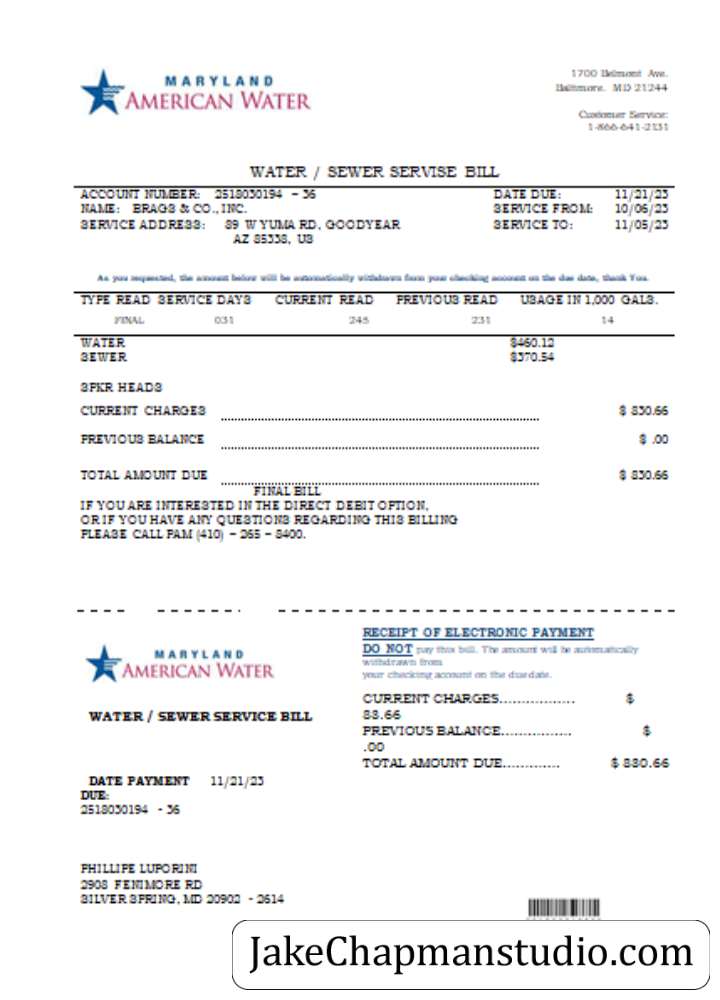 MARYLAND
AMERICAN WATER
1700 Belmont Ave.
Baltimore. MD 21244
Customer Service:
1-866-641-2131
WATER / SEWER SERVISE BILL
ACCOUNT NUMBER: 2518030194 – 36 DATE DUE: 11/21/23
NAME: BRAGS & CO., INC. SERVICE FROM: 10/06/23
SERVICE ADDRESS: 89 W YUMA RD, GOODYEAR SERVICE TO: 11/05/23
AZ 85338, US
As you requested, the amount below will be automatically withdrawn from your checking account on the due date, thank You.
TYPE READ SERVICE DAYS CURRENT READ PREVIOUS READ USAGE IN 1,000 GALS.
FINAL 031 245 231 14
WATER $460.12
SEWER $370.54
SPKR HEADS
CURRENT CHARGES $ 830.66
PREVIOUS BALANCE $ .00
TOTAL AMOUNT DUE $ 830.66
FINAL BILL
IF YOU ARE INTERESTED IN THE DIRECT DEBIT OPTION,
OR IF YOU HAVE ANY QUESTIONS REGARDING THIS BILLING
PLEASE CALL PAM (410) – 265 – 8400.
MARYLAND
AMERICAN WATER
WATER / SEWER SERVICE BILL
DATE PAYMENT 11/21/23
DUE:
2518030194 - 36
RECEIPT OF ELECTRONIC PAYMENT
DO NOT pay this bill. The amount will be automatically
withdrawn from
your checking account on the due date.
CURRENT CHARGES................. $
88.66
PREVIOUS BALANCE................ $
.00
TOTAL AMOUNT DUE............. $ 830.66
PHILLIPE LUPORINI
2908 FENIMORE RD
SILVER SPRING, MD 20902 - 2614
JakeChapmanstudio.com